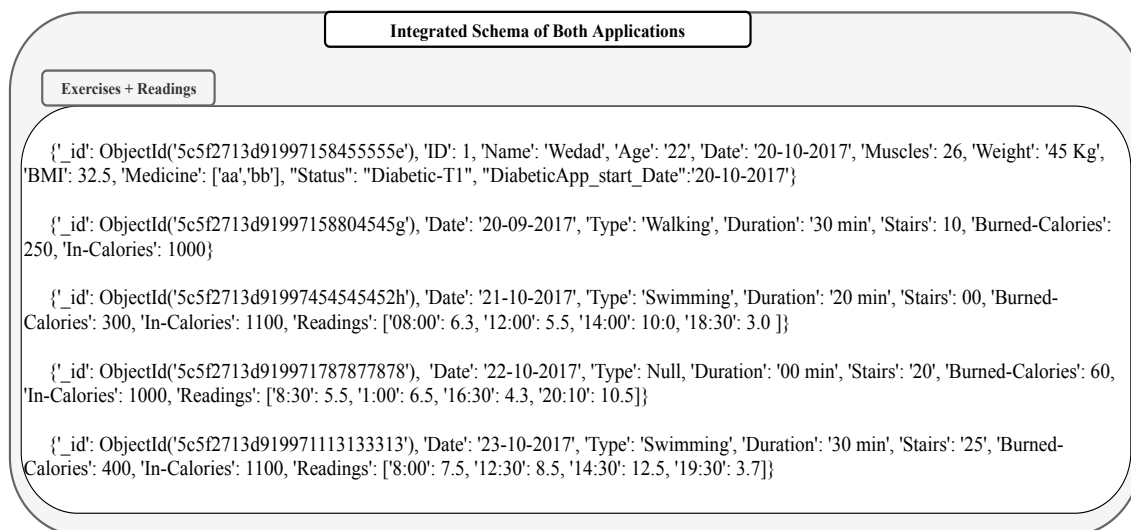 Integrated Schema of Both Applications
Exercises + Readings
{'_id': ObjectId('5c5f2713d91997158455555e'), 'ID': 1, 'Name': 'Wedad', 'Age': '22', 'Date': '20-10-2017', 'Muscles': 26, 'Weight': '45 Kg',
'BMI': 32.5, 'Medicine': ['aa','bb'], "Status": "Diabetic-T1", "DiabeticApp_start_Date":'20-10-2017'}
{'_id': ObjectId('5c5f2713d91997158804545g'), 'Date': '20-09-2017', 'Type': 'Walking', 'Duration': '30 min', 'Stairs': 10, 'Burned-Calories':
250, 'In-Calories': 1000}
{'_id': ObjectId('5c5f2713d91997454545452h'), 'Date': '21-10-2017', 'Type': 'Swimming', 'Duration': '20 min', 'Stairs': 00, 'Burned-
Calories': 300, 'In-Calories': 1100, 'Readings': ['08:00': 6.3, '12:00': 5.5, '14:00': 10:0, '18:30': 3.0 ]}
{'_id': ObjectId('5c5f2713d919971787877878'), 'Date': '22-10-2017', 'Type': Null, 'Duration': '00 min', 'Stairs': '20', 'Burned-Calories': 60,
'In-Calories': 1000, 'Readings': ['8:30': 5.5, '1:00': 6.5, '16:30': 4.3, '20:10': 10.5]}
{'_id': ObjectId('5c5f2713d919971113133313'), 'Date': '23-10-2017', 'Type': 'Swimming', 'Duration': '30 min', 'Stairs': '25', 'Burned-
Calories': 400, 'In-Calories': 1100, 'Readings': ['8:00': 7.5, '12:30': 8.5, '14:30': 12.5, '19:30': 3.7]}